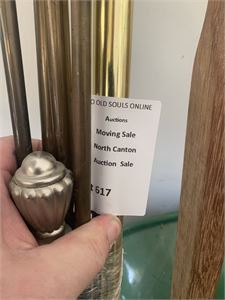 O OLD SOULS ONLINE
Auctions
Moving Sale
North Canton
Auction Sale
t 617